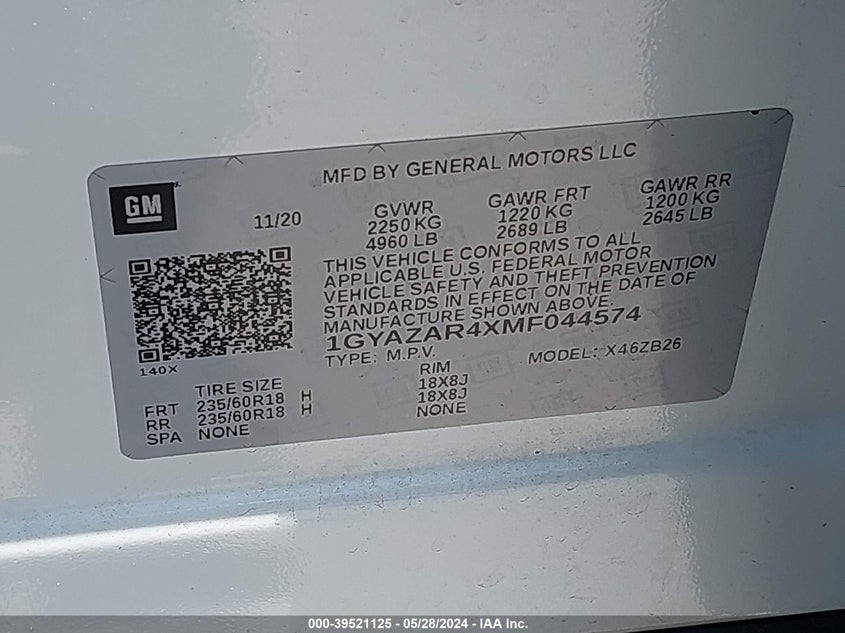 MFD BY GENERAL MOTORS LLC
GM
11/20
GVWR
2250 KG
4960 LB
GAWR FRT
1220 KG
2689 LB
GAWR RR
1200 KG
2645 LB
THIS VEHICLE CONFORMS TO ALL
APPLICABLE U.S. FEDERAL MOTOR
VEHICLE SAFETY AND THEFT PREVENTION
STANDARDS IN EFFECT ON THE DATE OF
MANUFACTURE SHOWN ABOVE.
1GYAZAR4XMF044574
TYPE: M.P.V. MODEL: X46ZB26
140X
TIRE SIZE RIM
FRT 235/60R18 H 18X8J
RR 235/60R18 H 18X8J
SPA NONE NONE
000-39521125 - 05/28/2024 - IAA Inc.